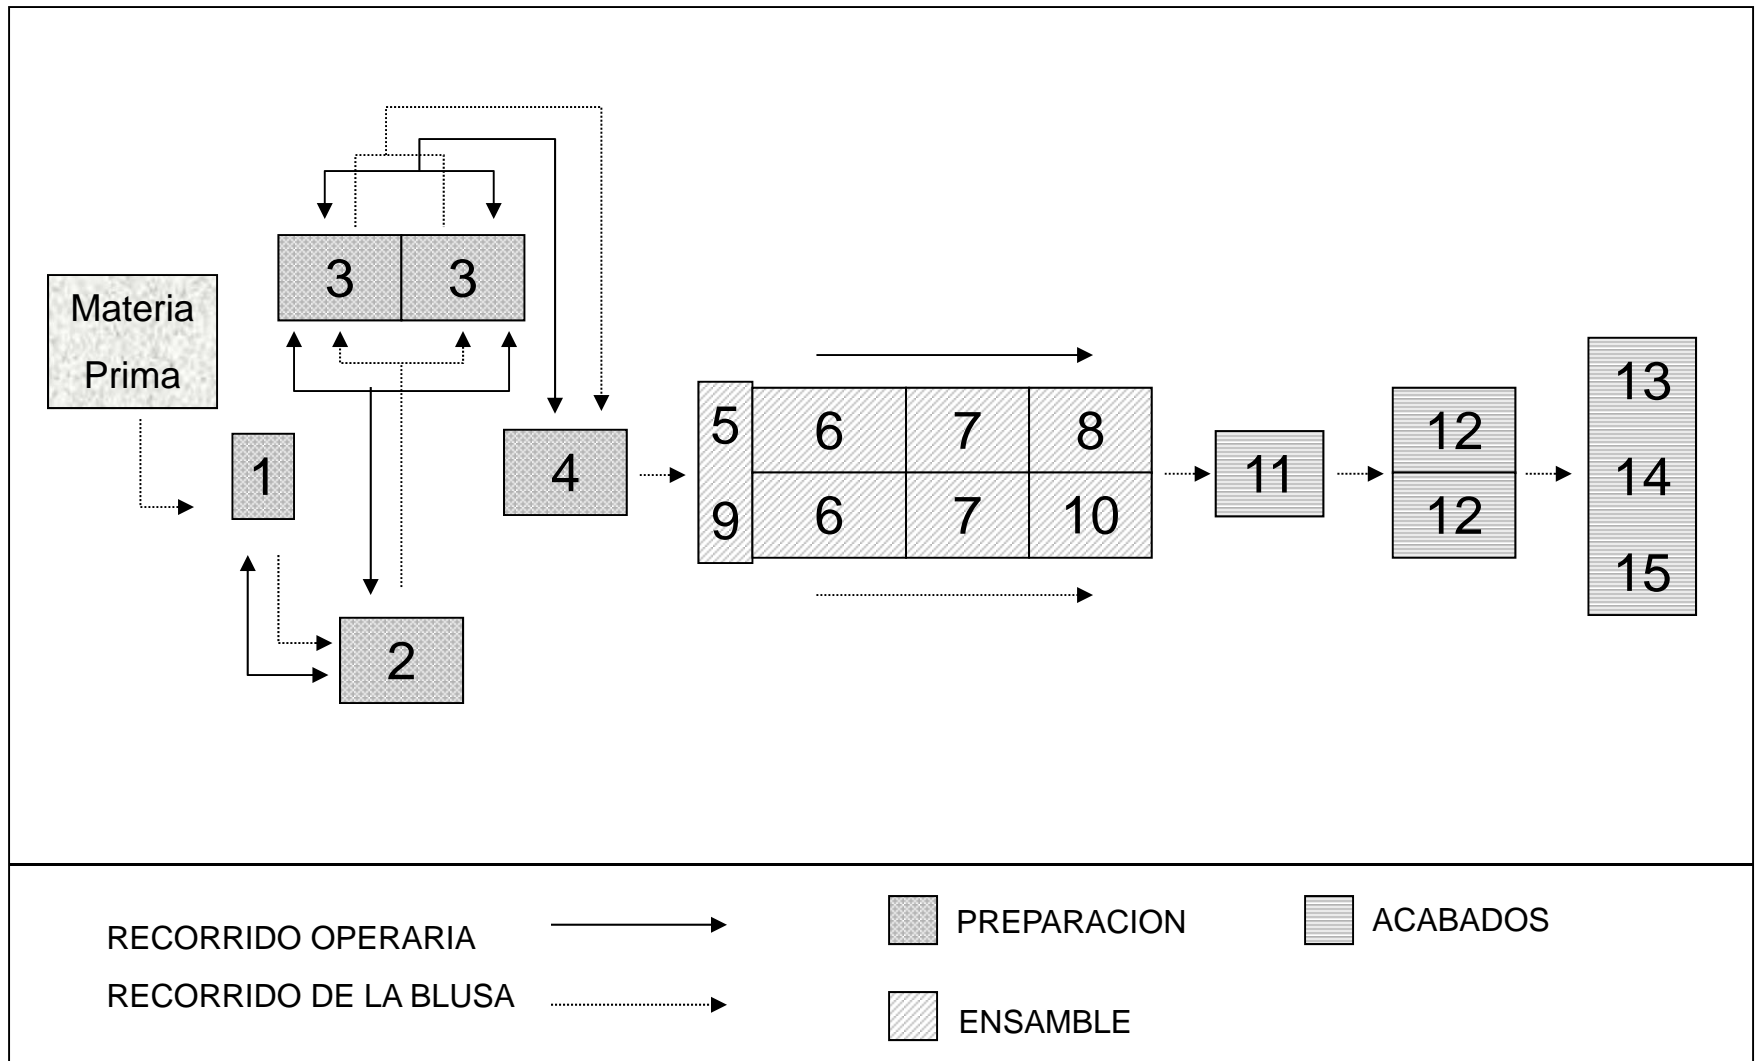 3 3
Materia
Prima
1
2
4
5 6 7 8
9 6 7 10
11
12
12
13
14
15
RECORRIDO OPERARIA
RECORRIDO DE LA BLUSA
PREPARACION
ENSAMBLE
ACABADOS